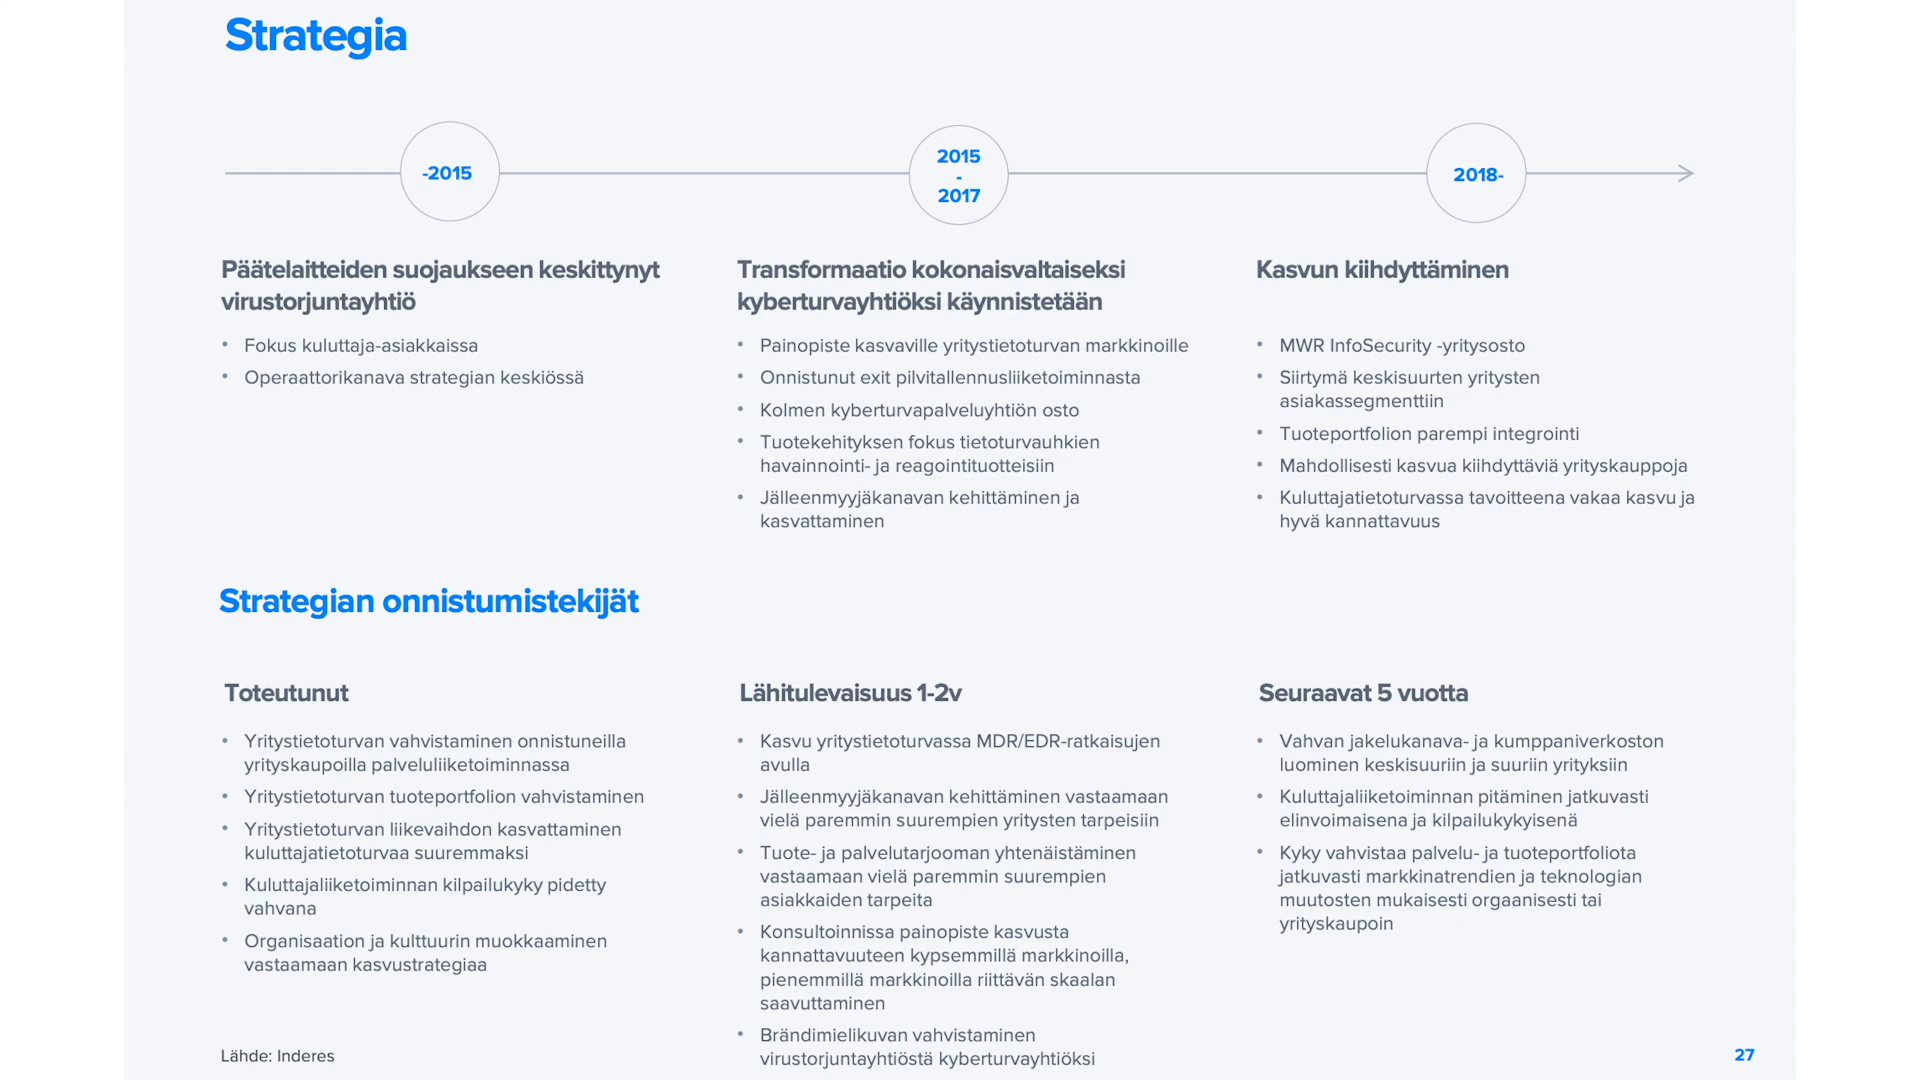 Strategia
-2015
2015
-
2017
2018-
Päätelaitteiden suojaukseen keskittynyt
virustorjuntayhtiö
• Fokus kuluttaja-asiakkaissa
• Operaattorikanava strategian keskiössä
Transformaatio kokonaisvaltaiseksi
kyberturvayhtiöksi käynnistetään
• Painopiste kasvaville yritystietoturvan markkinoille
• Onnistunut exit pilvitallennusliiketoiminnasta
• Kolmen kyberturvapalveluyhtiön osto
• Tuotekehityksen fokus tietoturvauhkien
havainnointi- ja reagointituotteisiin
• Jälleenmyyjäkanavan kehittäminen ja
kasvattaminen
Kasvun kiihdyttäminen
• MWR InfoSecurity -yritysosto
• Siirtymä keskisuurten yritysten
asiakassegmenttiin
• Tuoteportfolion parempi integrointi
• Mahdollisesti kasvua kiihdyttäviä yrityskauppoja
• Kuluttajatietoturvassa tavoitteena vakaa kasvu ja
hyvä kannattavuus
Strategian onnistumistekijät
Toteutunut
• Yritystietoturvan vahvistaminen onnistuneilla
yrityskaupoilla palveluliiketoiminnassa
• Yritystietoturvan tuoteportfolion vahvistaminen
• Yritystietoturvan liikevaihdon kasvattaminen
kuluttajatietoturvaa suuremmaksi
• Kuluttajaliiketoiminnan kilpailukyky pidetty
vahvana
• Organisaation ja kulttuurin muokkaaminen
vastaamaan kasvustrategiaa
Lähitulevaisuus 1-2v
• Kasvu yritystietoturvassa MDR/EDR-ratkaisujen
avulla
• Jälleenmyyjäkanavan kehittäminen vastaamaan
vielä paremmin suurempien yritysten tarpeisiin
• Tuote- ja palvelutarjooman yhtenäistäminen
vastaamaan vielä paremmin suurempien
asiakkaiden tarpeita
• Konsultoinnissa painopiste kasvusta
kannattavuuteen kypsemmillä markkinoilla,
pienemmillä markkinoilla riittävän skaalan
saavuttaminen
• Brändimielikuvan vahvistaminen
virustorjuntayhtiöstä kyberturvayhtiöksi
Seuraavat 5 vuotta
• Vahvan jakelukanava- ja kumppaniverkoston
luominen keskisuuriin ja suuriin yrityksiin
• Kuluttajaliiketoiminnan pitäminen jatkuvasti
elinvoimaisena ja kilpailukykyisenä
• Kyky vahvistaa palvelu- ja tuoteportfoliota
jatkuvasti markkinatrendien ja teknologian
muutosten mukaisesti orgaanisesti tai
yrityskaupoin
Lähde: Inderes
27